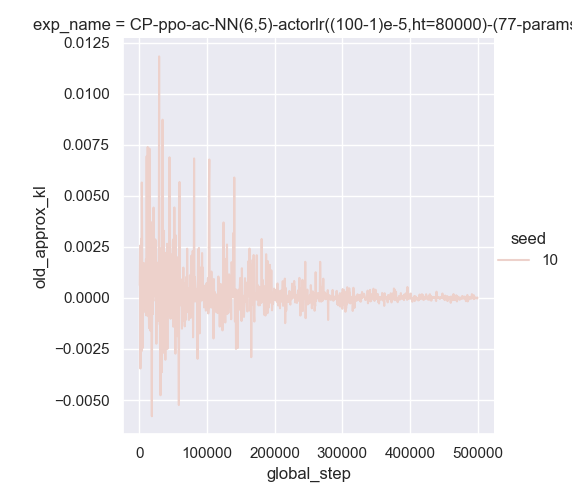 exp_name = CP-ppo-ac-NN(6,5)-actorlr((100-1)e-5,ht=80000)-(77-params
0.0125
0.0100
0.0075
0.0050
0.0025
0.0000
−0.0025
−0.0050
old_approx_kl
seed
10
0 100000 200000 300000 400000 500000
global_step